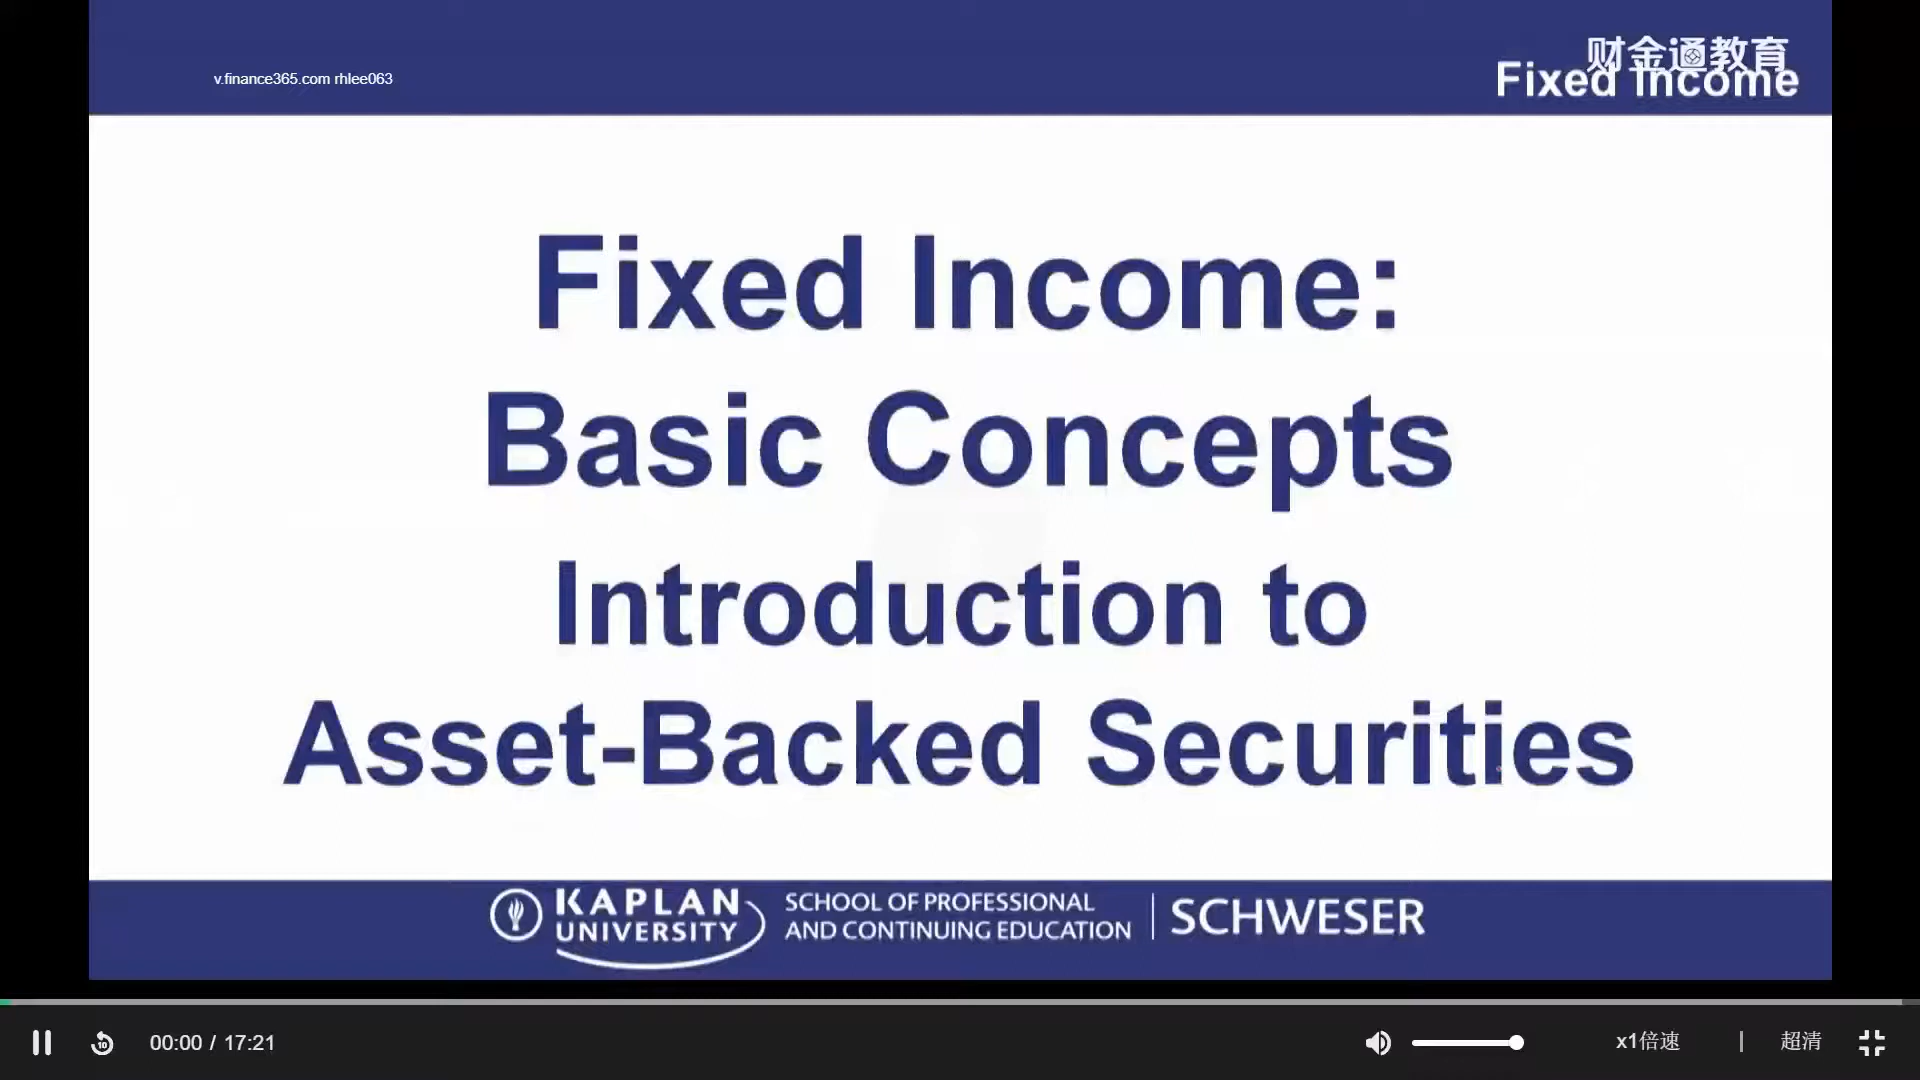 v.finance365.com rhlee063
财金通教育
Fixed Income
Fixed Income:
Basic Concepts
Introduction to
Asset-Backed Securities
KAPLAN
UNIVERSITY
SCHOOL OF PROFESSIONAL
AND CONTINUING EDUCATION
SCHWESER
10
00:00 / 17:21
x1倍速
超清